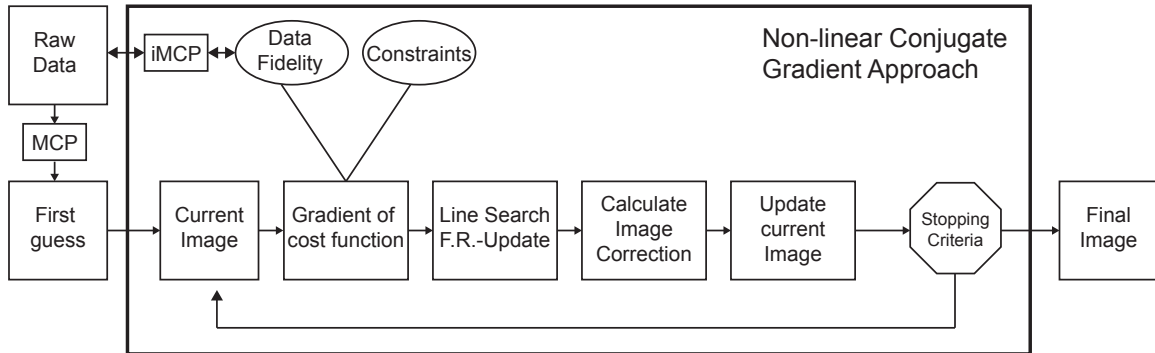 Raw
Data
iMCP
Data
Fidelity
Constraints
Non-linear Conjugate
Gradient Approach
MCP
First
guess
Current
Image
Gradient of
cost function
Line Search
F.R.-Update
Calculate
Image
Correction
Update
current
Image
Stopping
Criteria
Final
Image